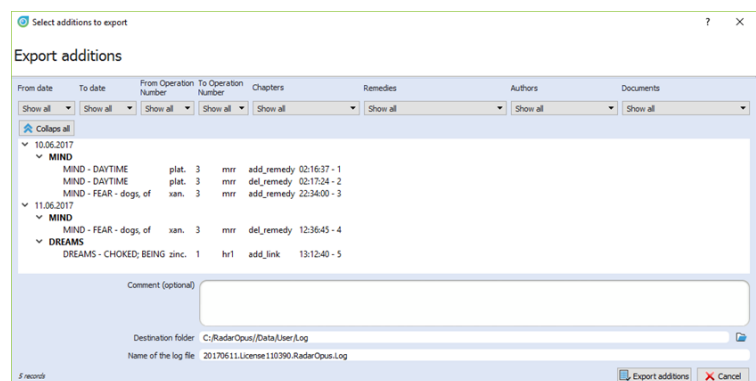 Select additions to export
Export additions
From date To date From Operation Number To Operation Number Chapters Remedies Authors Documents
Show all Show all Show all Show all Show all Show all Show all Show all
Collaps all
10.06.2017
MIND
MIND - DAYTIME plat. 3 mrr add_remedy 02:16:37 - 1
MIND - DAYTIME plat. 3 mrr del_remedy 02:17:24 - 2
MIND - FEAR - dogs, of xan. 3 mrr add_remedy 22:34:00 - 3
11.06.2017
MIND
MIND - FEAR - dogs, of xan. 3 mrr del_remedy 12:36:45 - 4
DREAMS
DREAMS - CHOKED; BEING zinc. 1 hr1 add_link 13:12:40 - 5
Comment (optional)
Destination folder C:/RadarOpus//Data/User/Log
Name of the log file 20170611.License110390.RadarOpus.Log
5 records Export additions Cancel